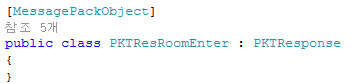 [MessagePackObject]
참조 5개
public class PKTResRoomEnter : PKTResponse
{
}